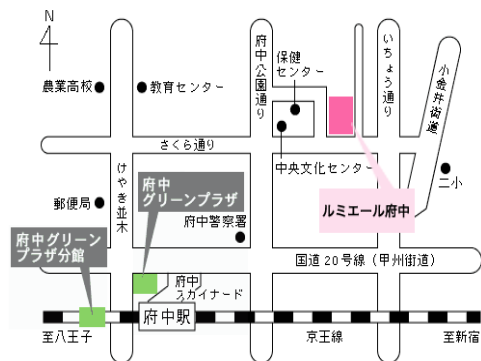 N
農業高校
教育センター
府中公園通り
保健
センター
いちょう通り
小金井街道
さくら通り
中央文化センター
けやき並木
郵便局
府中
グリーンプラザ
府中警察署
ルミエール府中
二小
府中グリーン
プラザ分館
国道20号線（甲州街道）
府中
スカイナード
府中駅
至八王子
京王線
至新宿